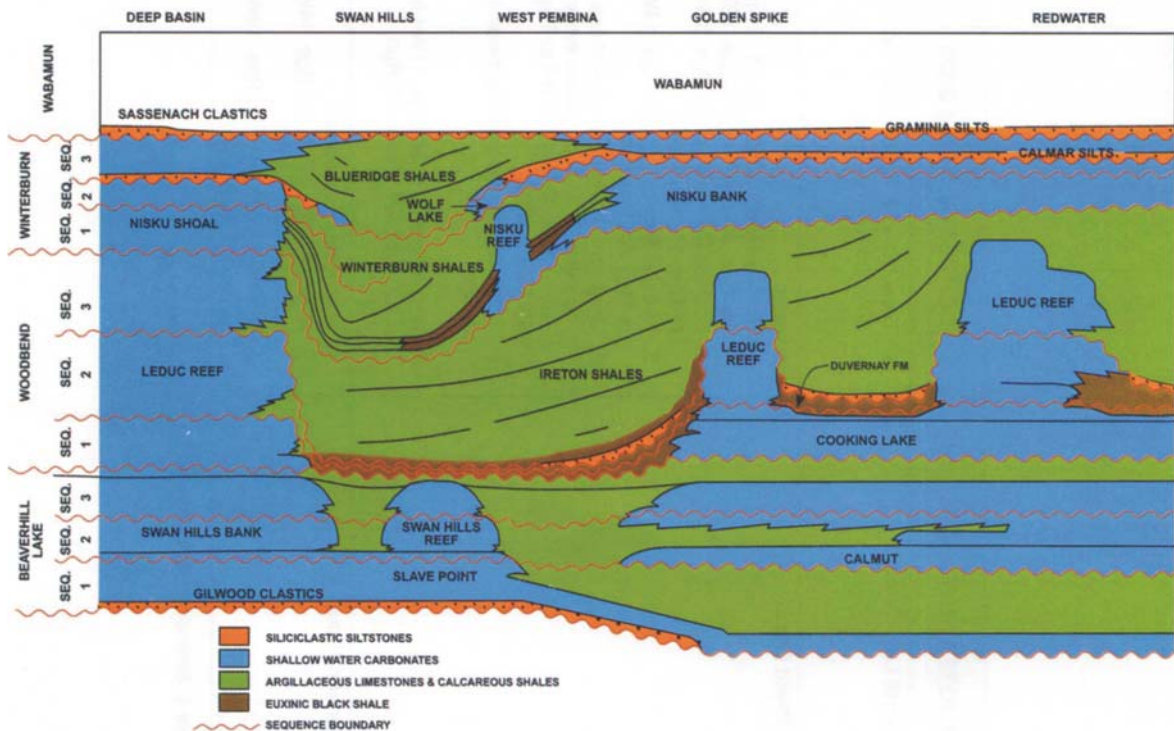 DEEP BASIN SWAN HILLS WEST PEMBINA GOLDEN SPIKE REDWATER
WABAMUN
WABAMUN
SASSENACH CLASTICS
GRAMINIA SILTS
CALMAR SILTS.
WINTERBURN
SEQ. 3
SEQ. 2
SEQ. 1
BLUERIDGE SHALES
WOLF LAKE
NISKU BANK
NISKU SHOAL
NISKU REEF
WINTERBURN SHALES
WOODBEND
SEQ. 3
SEQ. 2
SEQ. 1
LEDUC REEF
LEDUC REEF
LEDUC REEF
IRETON SHALES
DUVERNAY FM
COOKING LAKE
BEAVERHILL LAKE
SEQ. 3
SEQ. 2
SEQ. 1
SWAN HILLS BANK
SWAN HILLS REEF
CALMUT
SLAVE POINT
GILWOOD CLASTICS
SILICICLASTIC SILTSTONES
SHALLOW WATER CARBONATES
ARGILLACEOUS LIMESTONES & CALCAREOUS SHALES
EUXINIC BLACK SHALE
SEQUENCE BOUNDARY